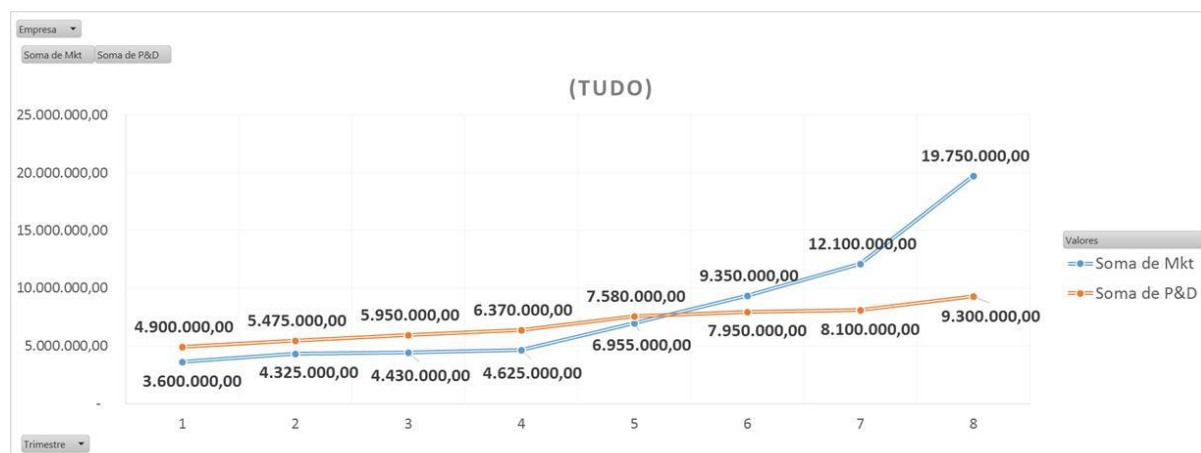 Empresa
Soma de Mkt Soma de P&D
(TUDO)
25.000.000,00
20.000.000,00
15.000.000,00
10.000.000,00
5.000.000,00
-
19.750.000,00
12.100.000,00
9.350.000,00
7.580.000,00
4.900.000,00 5.475.000,00 5.950.000,00 6.370.000,00
3.600.000,00 4.325.000,00 4.430.000,00 4.625.000,00 6.955.000,00 7.950.000,00 8.100.000,00 9.300.000,00
Valores
Soma de Mkt
Soma de P&D
1 2 3 4 5 6 7 8
Trimestre